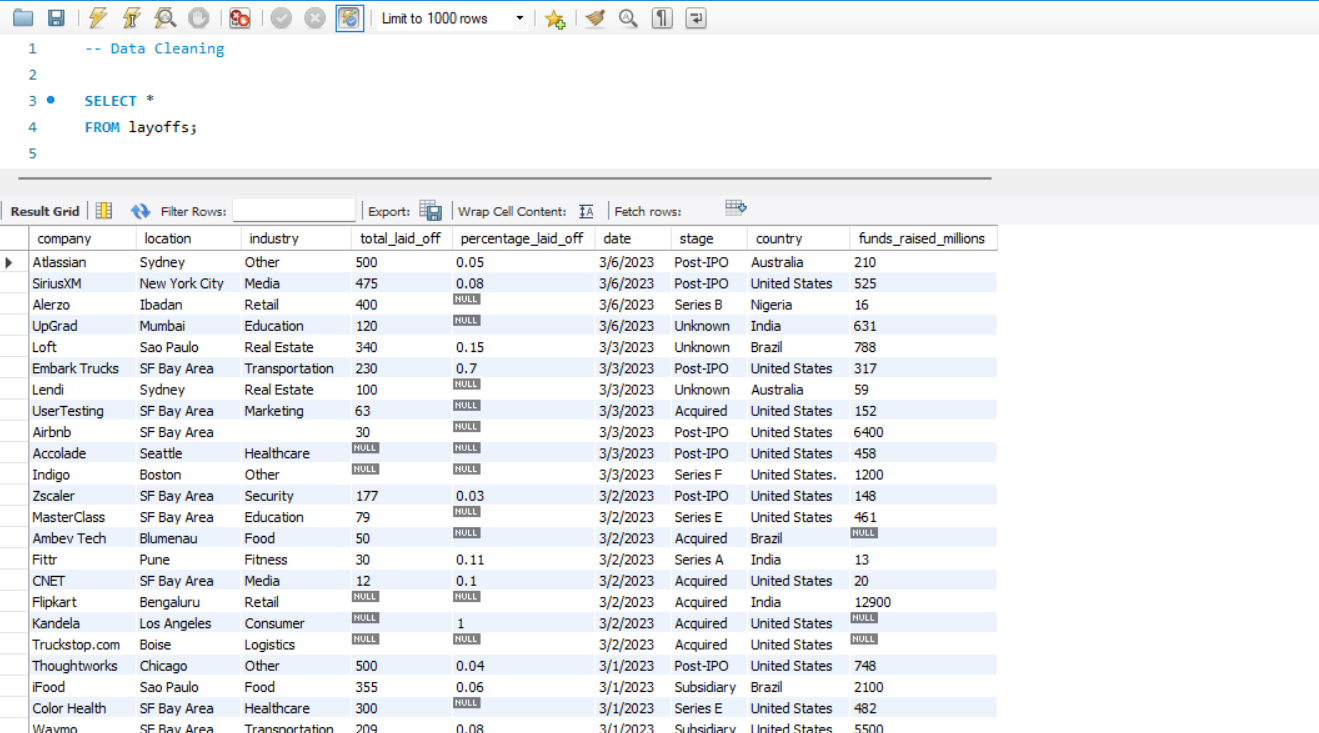 Limit to 1000 rows
1 -- Data Cleaning
2
3 SELECT *
4 FROM layoffs;
5
Result Grid Filter Rows: Export: Wrap Cell Content: IA Fetch rows:
company location industry total_laid_off percentage_laid_off date stage country funds_raised_millions
Atlassian Sydney Other 500 0.05 3/6/2023 Post-IPO Australia 210
SiriusXM New York City Media 475 0.08 3/6/2023 Post-IPO United States 525
Alerzo Ibadan Retail 400 NULL 3/6/2023 Series B Nigeria 16
UpGrad Mumbai Education 120 NULL 3/6/2023 Unknown India 631
Loft Sao Paulo Real Estate 340 0.15 3/3/2023 Unknown Brazil 788
Embark Trucks SF Bay Area Transportation 230 0.7 3/3/2023 Post-IPO United States 317
Lendi Sydney Real Estate 100 NULL 3/3/2023 Unknown Australia 59
UserTesting SF Bay Area Marketing 63 NULL 3/3/2023 Acquired United States 152
Airbnb SF Bay Area 30 NULL 3/3/2023 Post-IPO United States 6400
Accolade Seattle Healthcare NULL NULL 3/3/2023 Post-IPO United States 458
Indigo Boston Other NULL NULL 3/3/2023 Series F United States. 1200
Zscaler SF Bay Area Security 177 0.03 3/2/2023 Post-IPO United States 148
MasterClass SF Bay Area Education 79 NULL 3/2/2023 Series E United States 461
Ambev Tech Blumenau Food 50 NULL 3/2/2023 Acquired Brazil NULL
Fittr Pune Fitness 30 0.11 3/2/2023 Series A India 13
CNET SF Bay Area Media 12 0.1 3/2/2023 Acquired United States 20
Flipkart Bengaluru Retail NULL NULL 3/2/2023 Acquired India 12900
Kandela Los Angeles Consumer NULL 1 3/2/2023 Acquired United States NULL
Truckstop.com Boise Logistics NULL NULL 3/2/2023 Acquired United States NULL
Thoughtworks Chicago Other 500 0.04 3/1/2023 Post-IPO United States 748
iFood Sao Paulo Food 355 0.06 3/1/2023 Subsidiary Brazil 2100
Color Health SF Bay Area Healthcare 300 NULL 3/1/2023 Series E United States 482
Waymo SF Bay Area Transportation 209 0.08 3/1/2023 Subsidiary United States 5500